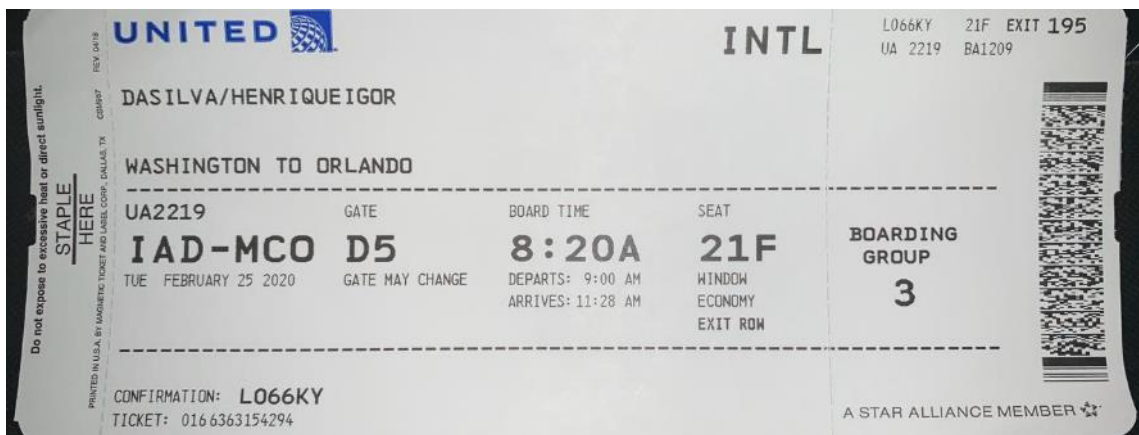 UNITED
INTL
LO66KY 21F EXIT 195
UA 2219 BA1209
DASILVA/HENRIQUEIGOR
WASHINGTON TO ORLANDO
UA2219 GATE BOARD TIME SEAT
IAD-MCO D5 8:20A 21F
TUE FEBRUARY 25 2020 GATE MAY CHANGE DEPARTS: 9:00 AM WINDOW
ARRIVES: 11:28 AM ECONOMY
EXIT ROW
BOARDING
GROUP
3
CONFIRMATION: LO66KY
TICKET: 0166363154294
A STAR ALLIANCE MEMBER
Do not expose to excessive heat or direct sunlight.
STAPLE
HERE
PRINTED IN U.S.A. BY MAGNETIC TICKET AND LABEL CORP., DALLAS, TX REV. 04/18